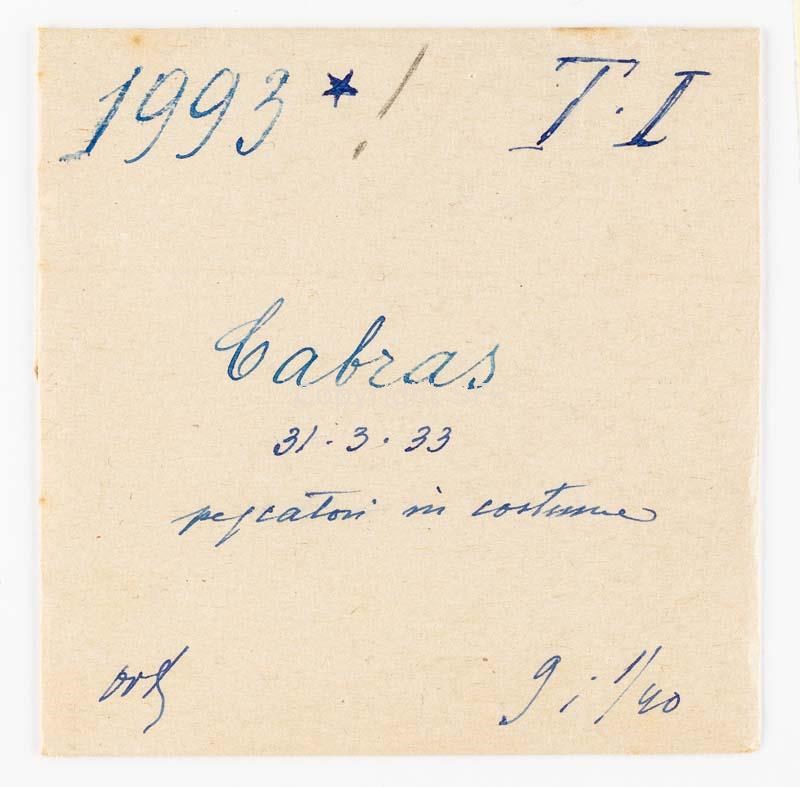 1993 * ! T. I
Cabras
31.3.33
pescatori in costume
9 i 1/40